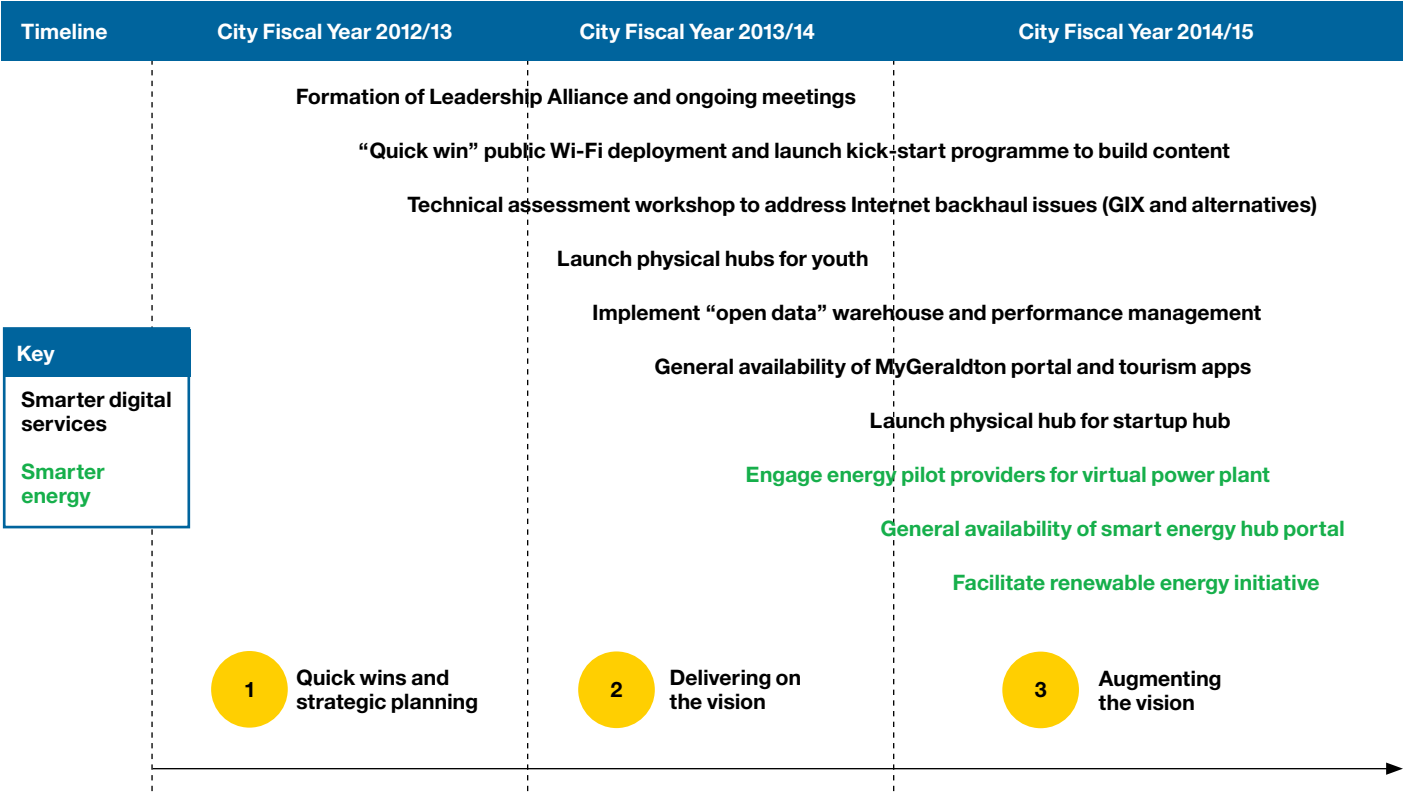 Timeline
City Fiscal Year 2012/13
City Fiscal Year 2013/14
City Fiscal Year 2014/15
Formation of Leadership Alliance and ongoing meetings
“Quick win” public Wi-Fi deployment and launch kick-start programme to build content
Technical assessment workshop to address Internet backhaul issues (GIX and alternatives)
Launch physical hubs for youth
Implement “open data” warehouse and performance management
General availability of MyGeraldton portal and tourism apps
Launch physical hub for startup hub
Engage energy pilot providers for virtual power plant
General availability of smart energy hub portal
Facilitate renewable energy initiative
Key
Smarter digital
services
Smarter
energy
1
Quick wins and
strategic planning
2
Delivering on
the vision
3
Augmenting
the vision